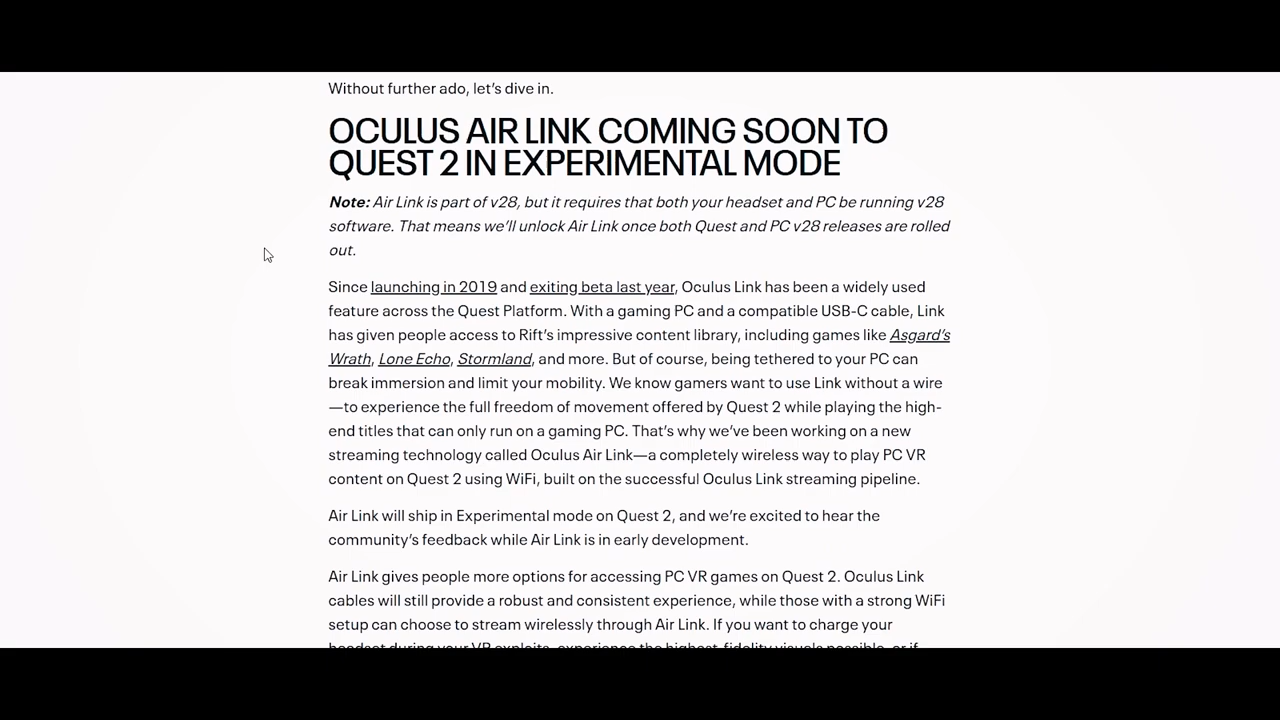 Without further ado, let’s dive in.
OCULUS AIR LINK COMING SOON TO
QUEST 2 IN EXPERIMENTAL MODE
Note: Air Link is part of v28, but it requires that both your headset and PC be running v28
software. That means we’ll unlock Air Link once both Quest and PC v28 releases are rolled
out.
Since launching in 2019 and exiting beta last year, Oculus Link has been a widely used
feature across the Quest Platform. With a gaming PC and a compatible USB-C cable, Link
has given people access to Rift’s impressive content library, including games like Asgard’s
Wrath, Lone Echo, Stormland, and more. But of course, being tethered to your PC can
break immersion and limit your mobility. We know gamers want to use Link without a wire
—to experience the full freedom of movement offered by Quest 2 while playing the high-
end titles that can only run on a gaming PC. That’s why we’ve been working on a new
streaming technology called Oculus Air Link—a completely wireless way to play PC VR
content on Quest 2 using WiFi, built on the successful Oculus Link streaming pipeline.
Air Link will ship in Experimental mode on Quest 2, and we’re excited to hear the
community’s feedback while Air Link is in early development.
Air Link gives people more options for accessing PC VR games on Quest 2. Oculus Link
cables will still provide a robust and consistent experience, while those with a strong WiFi
setup can choose to stream wirelessly through Air Link. If you want to charge your
headset during your VR exploits, experience the highest-fidelity visuals possible, or if